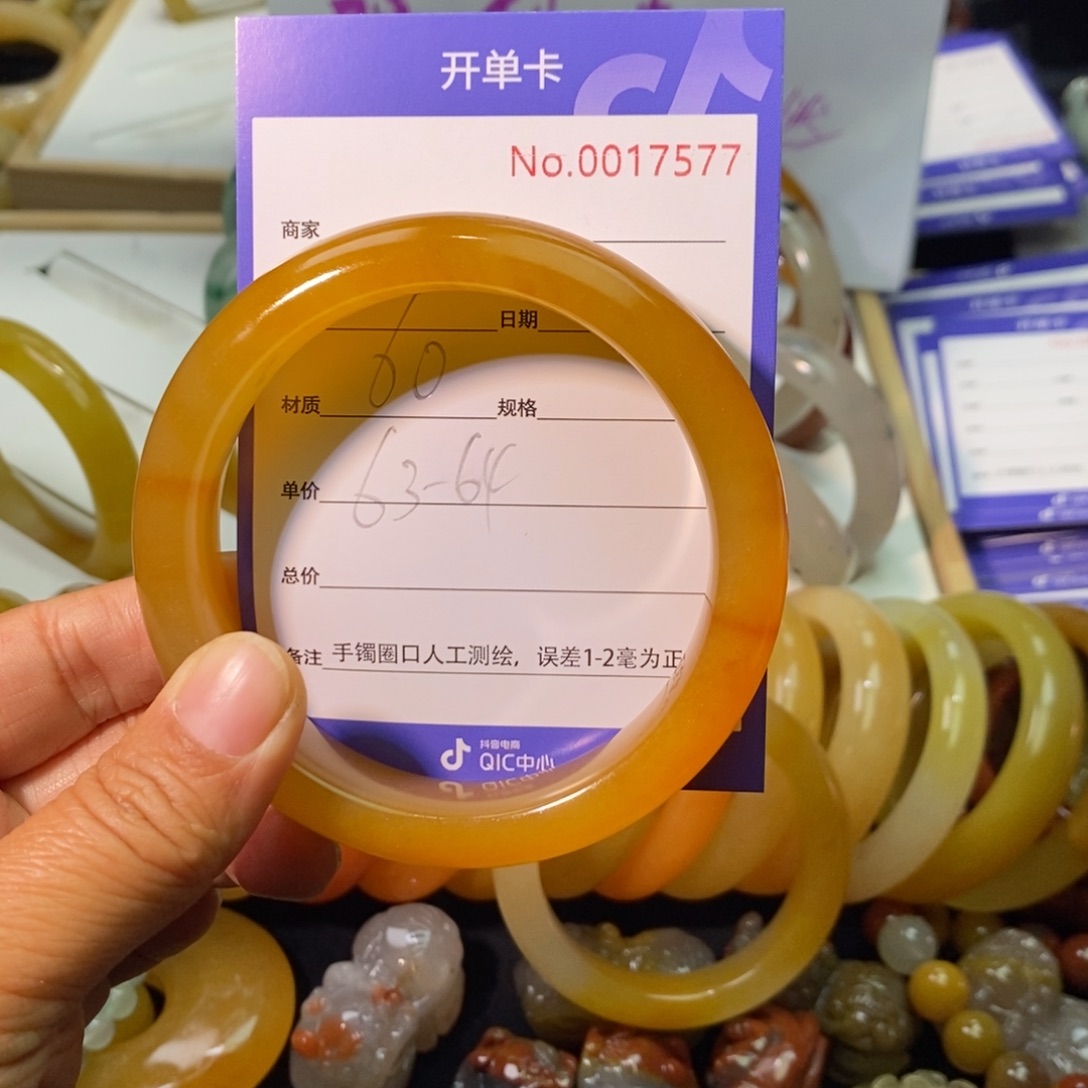 开单卡
No.0017577
商家
日期
60
材质 规格
63-64
单价
总价
备注 手镯圈口人工测绘，误差1-2毫为正
抖音电商
QIC中心